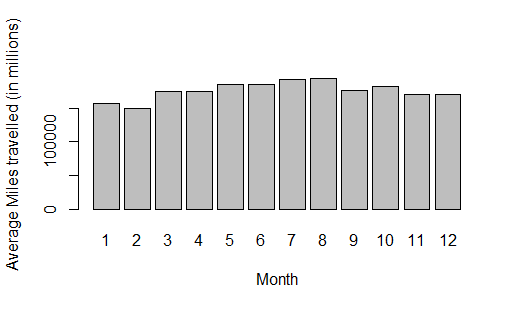 Average Miles travelled (in millions)
100000
0
1 2 3 4 5 6 7 8 9 10 11 12
Month